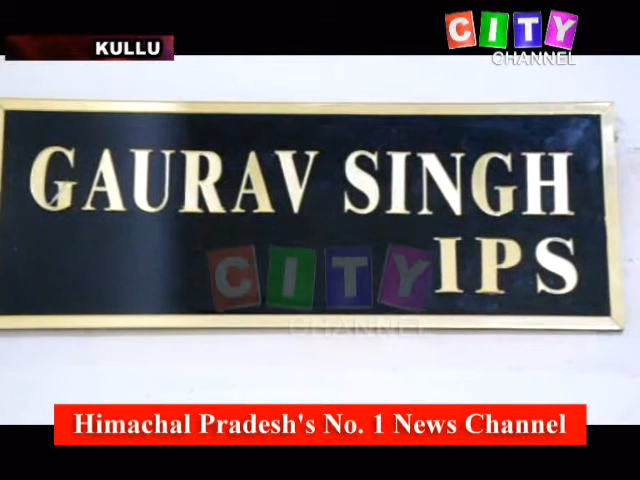 KULLU
CITY
CHANNEL
GAURAV SINGH
IPS
CITY
CHANNEL
Himachal Pradesh's No. 1 News Channel